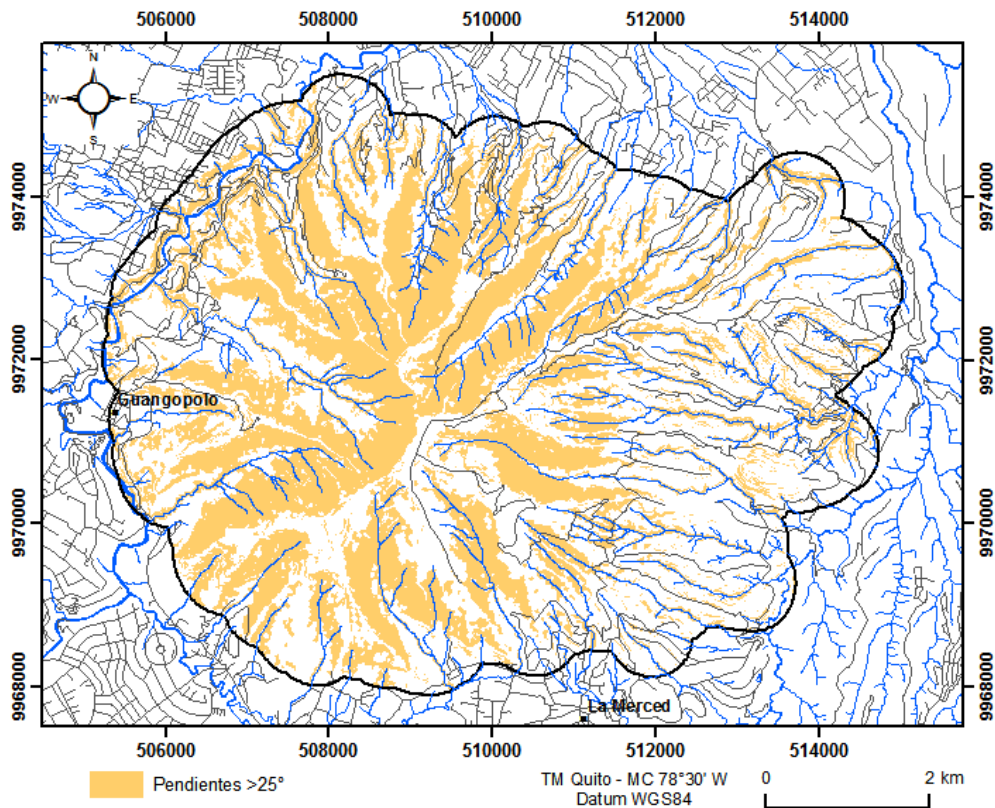 506000 508000 510000 512000 514000
N
W E
S
9974000 9974000
9972000 9972000
Guangopolo
9970000 9970000
9968000 9968000
La Merced
506000 508000 510000 512000 514000
Pendientes >25°
TM Quito - MC 78°30' W
Datum WGS84
0 2 km